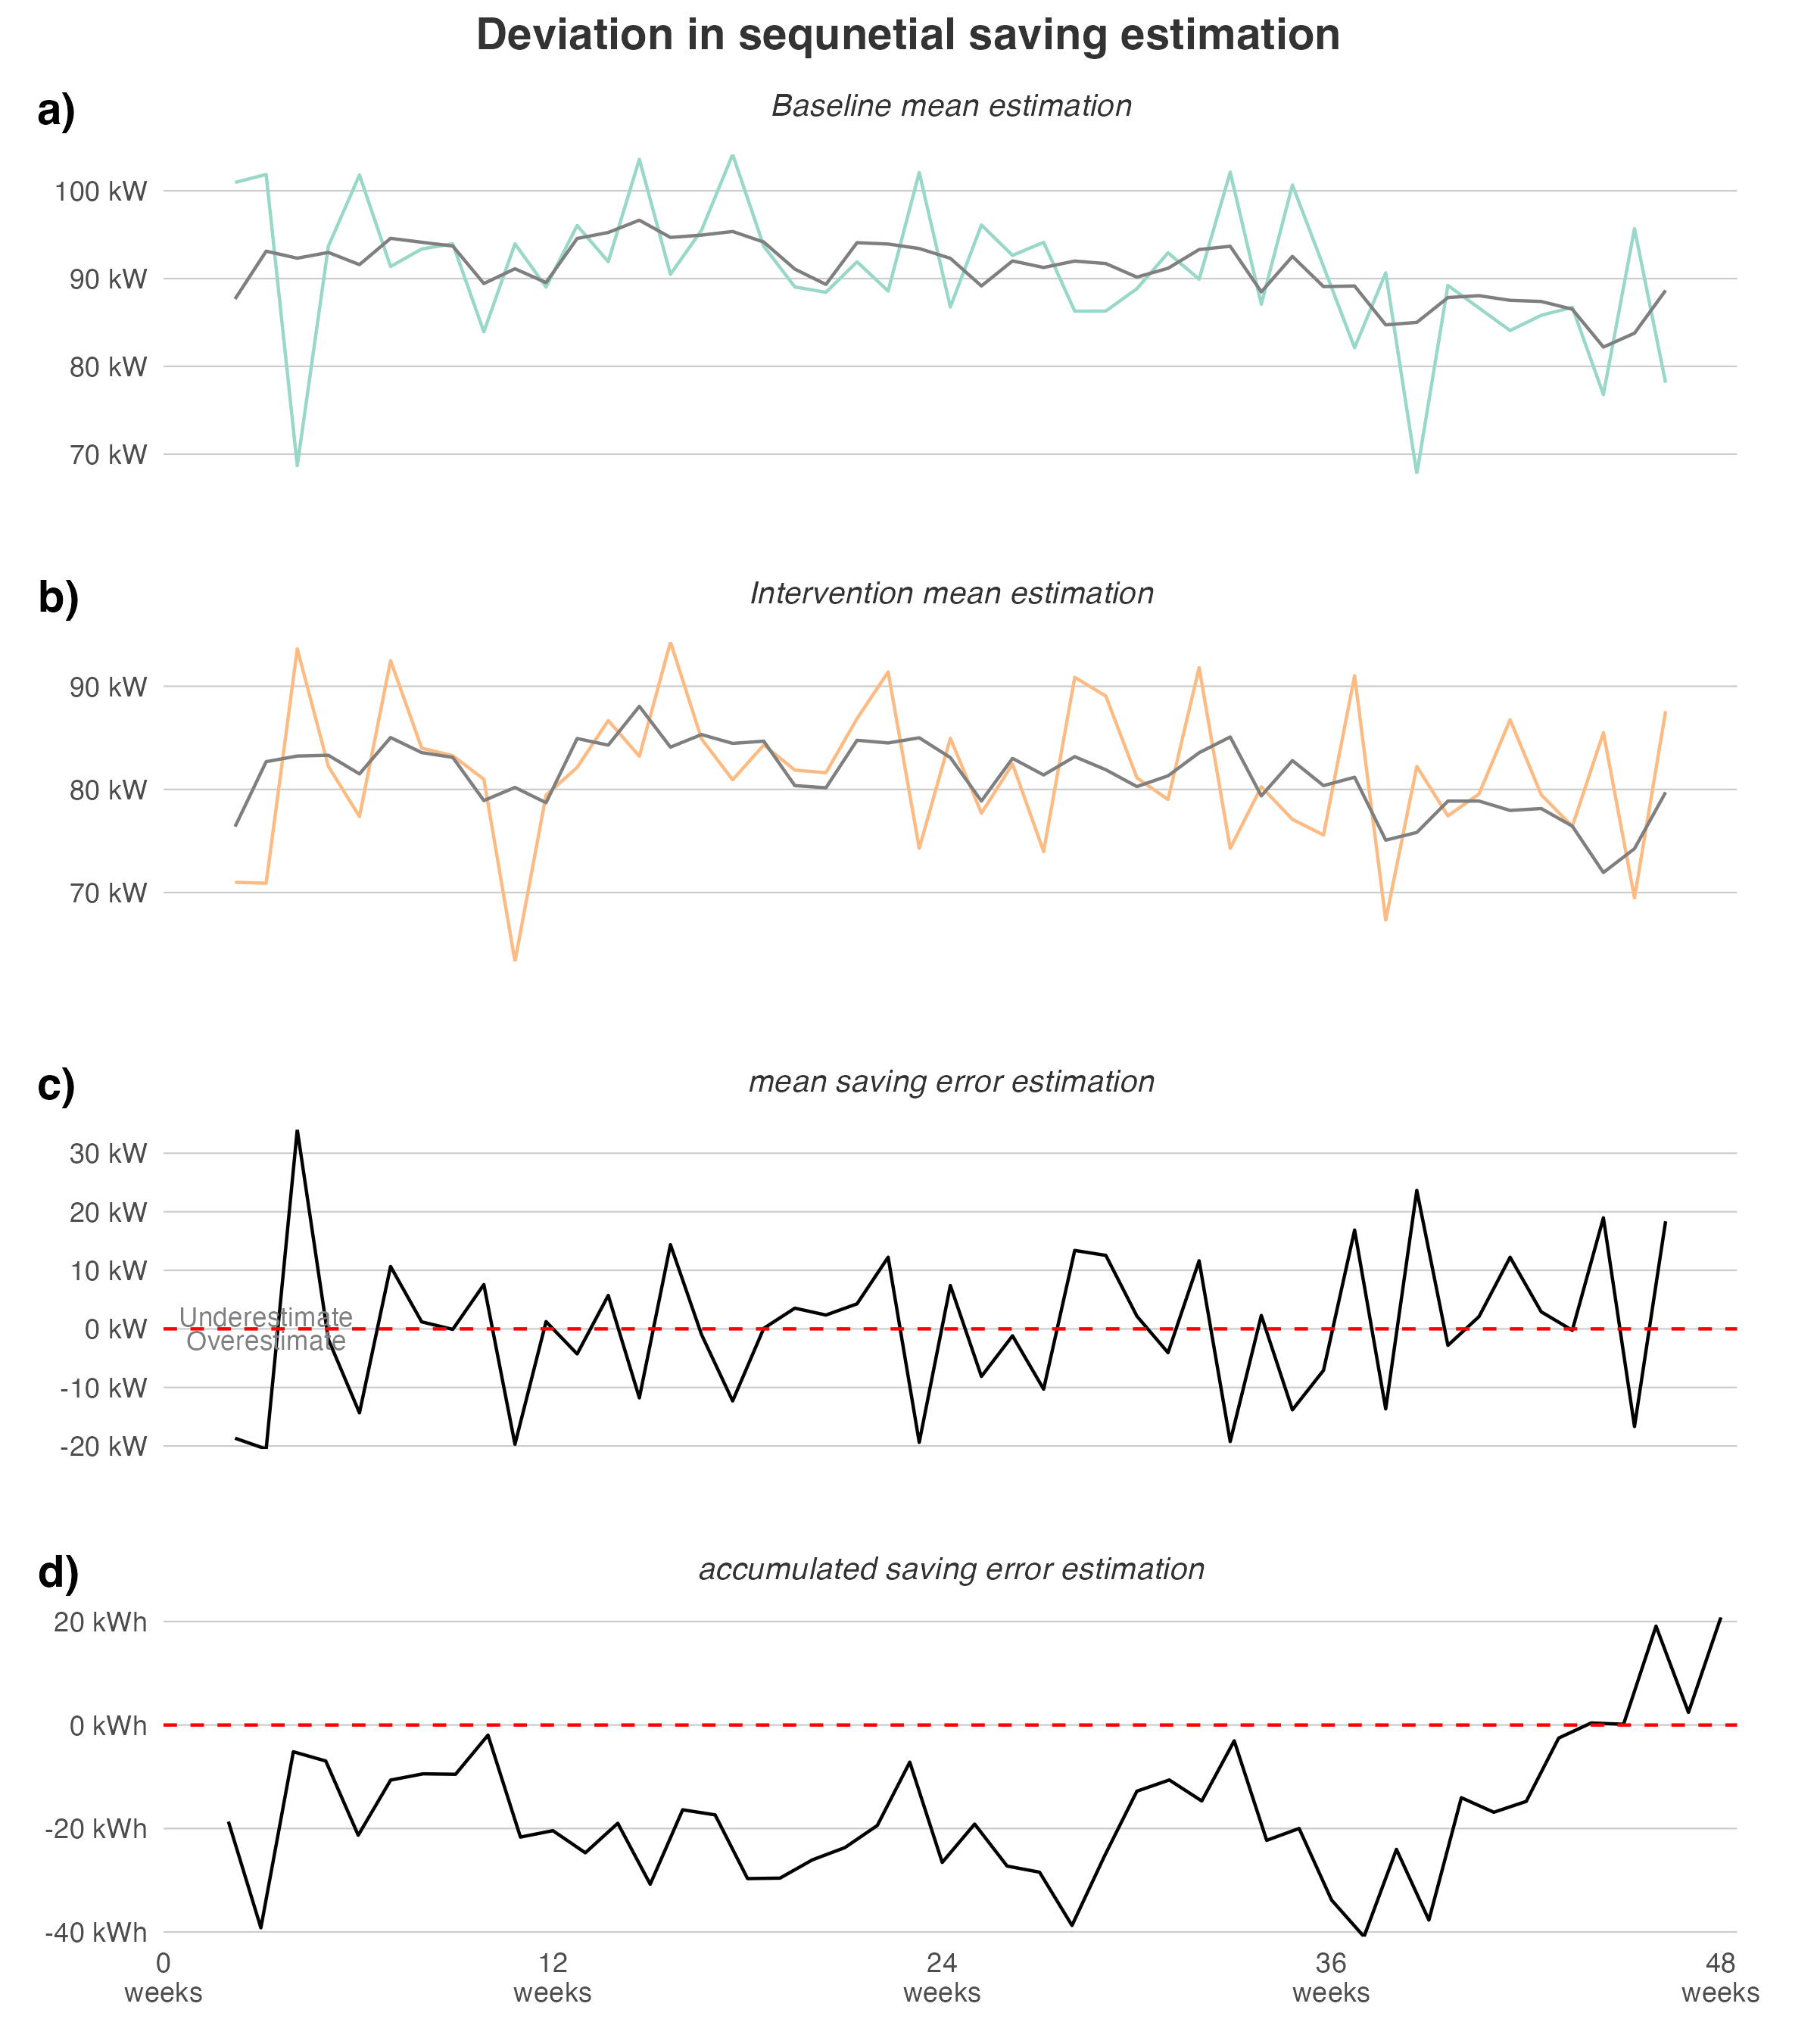 Deviation in sequnetial saving estimation
a)
Baseline mean estimation
100 kW
90 kW
80 kW
70 kW
b)
Intervention mean estimation
90 kW
80 kW
70 kW
c)
mean saving error estimation
30 kW
20 kW
10 kW
Underestimate
0 kW
Overestimate
-10 kW
-20 kW
d)
accumulated saving error estimation
20 kWh
0 kWh
-20 kWh
-40 kWh
0 12 24 36 48
weeks weeks weeks weeks weeks